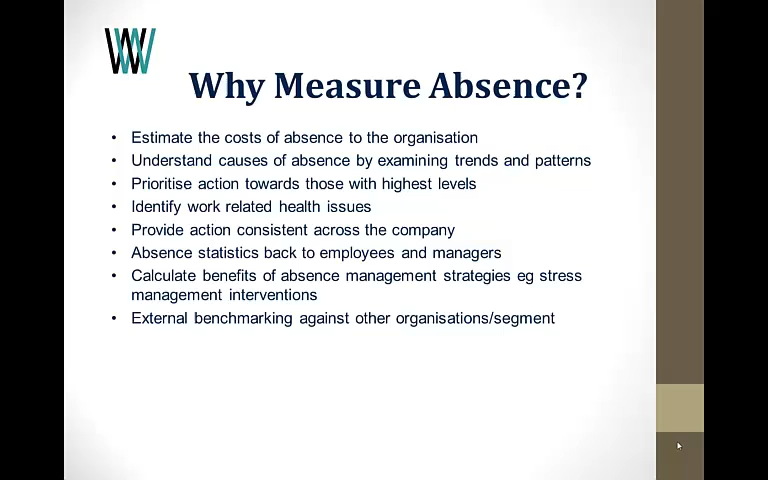 WW
Why Measure Absence?
• Estimate the costs of absence to the organisation
• Understand causes of absence by examining trends and patterns
• Prioritise action towards those with highest levels
• Identify work related health issues
• Provide action consistent across the company
• Absence statistics back to employees and managers
• Calculate benefits of absence management strategies eg stress
management interventions
• External benchmarking against other organisations/segment